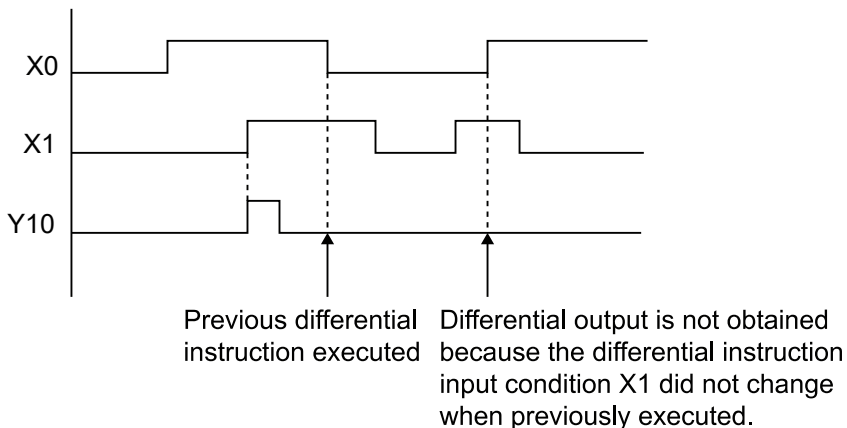 X0
X1
Y10
Previous differential
instruction executed
Differential output is not obtained
because the differential instruction
input condition X1 did not change
when previously executed.